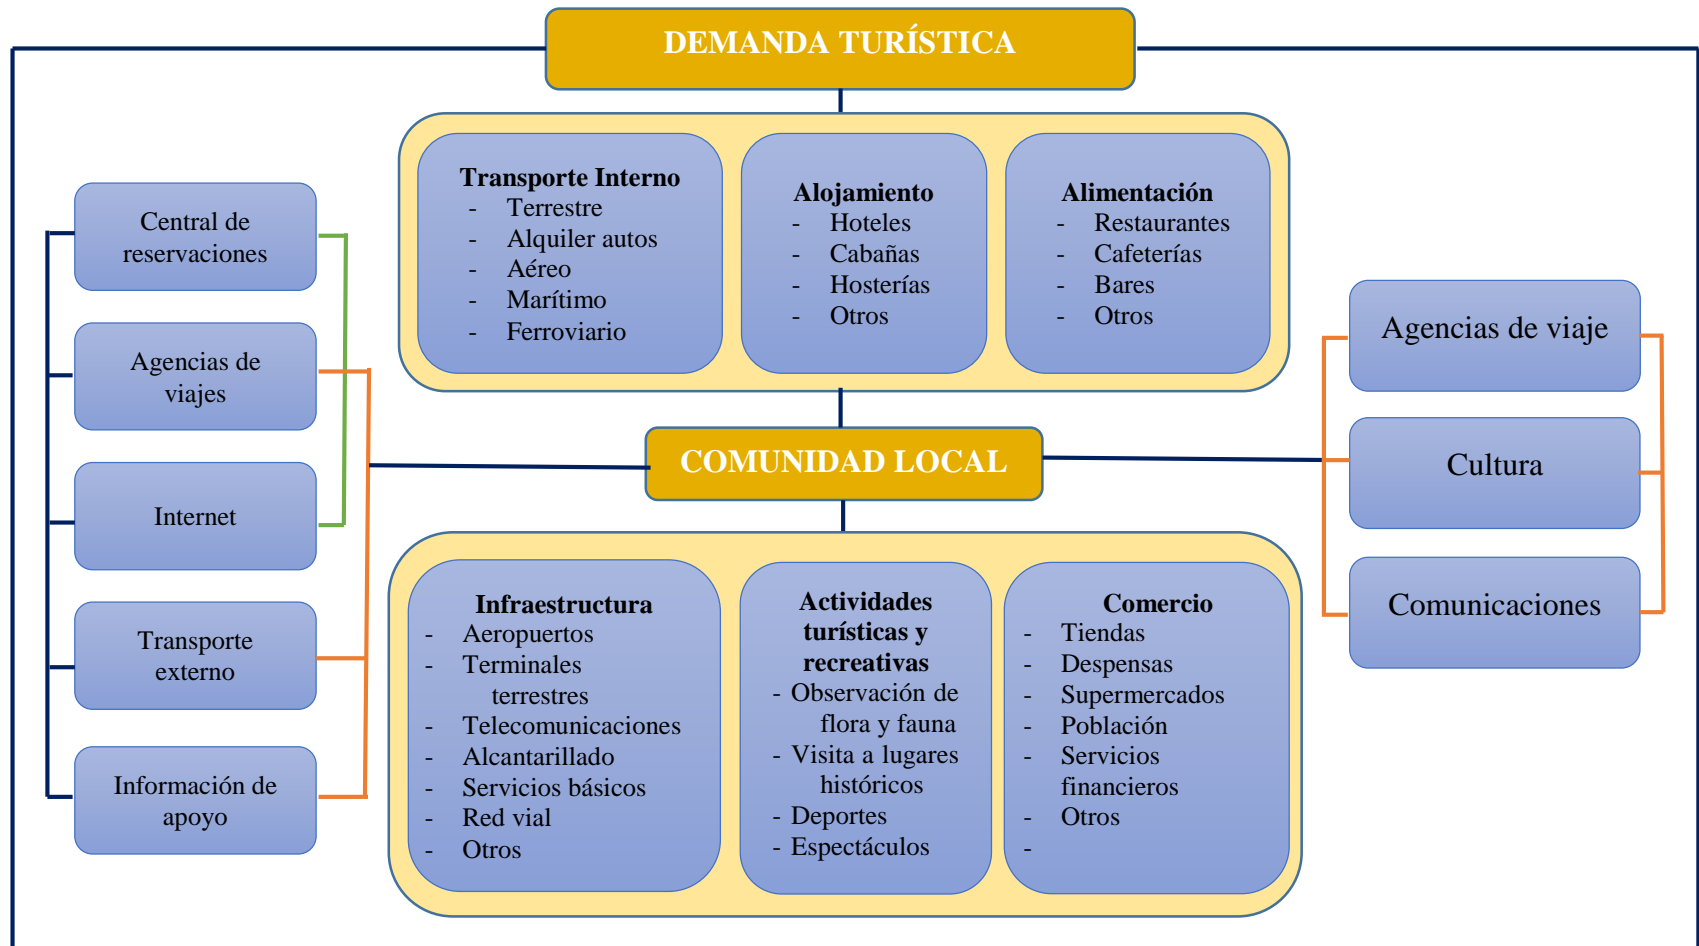 DEMANDA TURÍSTICA
Transporte Interno
- Terrestre
- Alquiler autos
- Aéreo
- Marítimo
- Ferroviario
Alojamiento
- Hoteles
- Cabañas
- Hosterías
- Otros
Alimentación
- Restaurantes
- Cafeterías
- Bares
- Otros
Central de
reservaciones
Agencias de
viajes
Internet
Transporte
externo
Información de
apoyo
COMUNIDAD LOCAL
Agencias de viaje
Cultura
Comunicaciones
Infraestructura
- Aeropuertos
- Terminales
terrestres
- Telecomunicaciones
- Alcantarillado
- Servicios básicos
- Red vial
- Otros
Actividades
turísticas y
recreativas
- Observación de
flora y fauna
- Visita a lugares
históricos
- Deportes
- Espectáculos
Comercio
- Tiendas
- Despensas
- Supermercados
- Población
- Servicios
financieros
- Otros
-